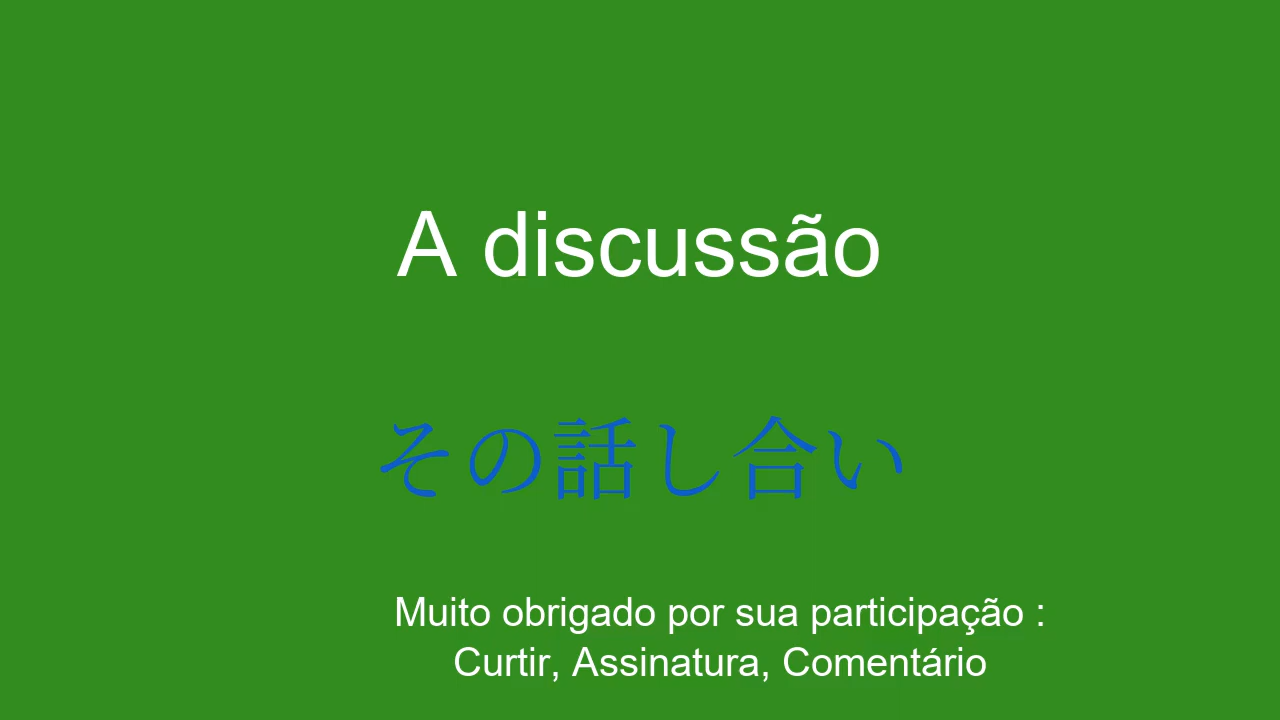 A discussão
その話し合い
Muito obrigado por sua participação :
Curtir, Assinatura, Comentário